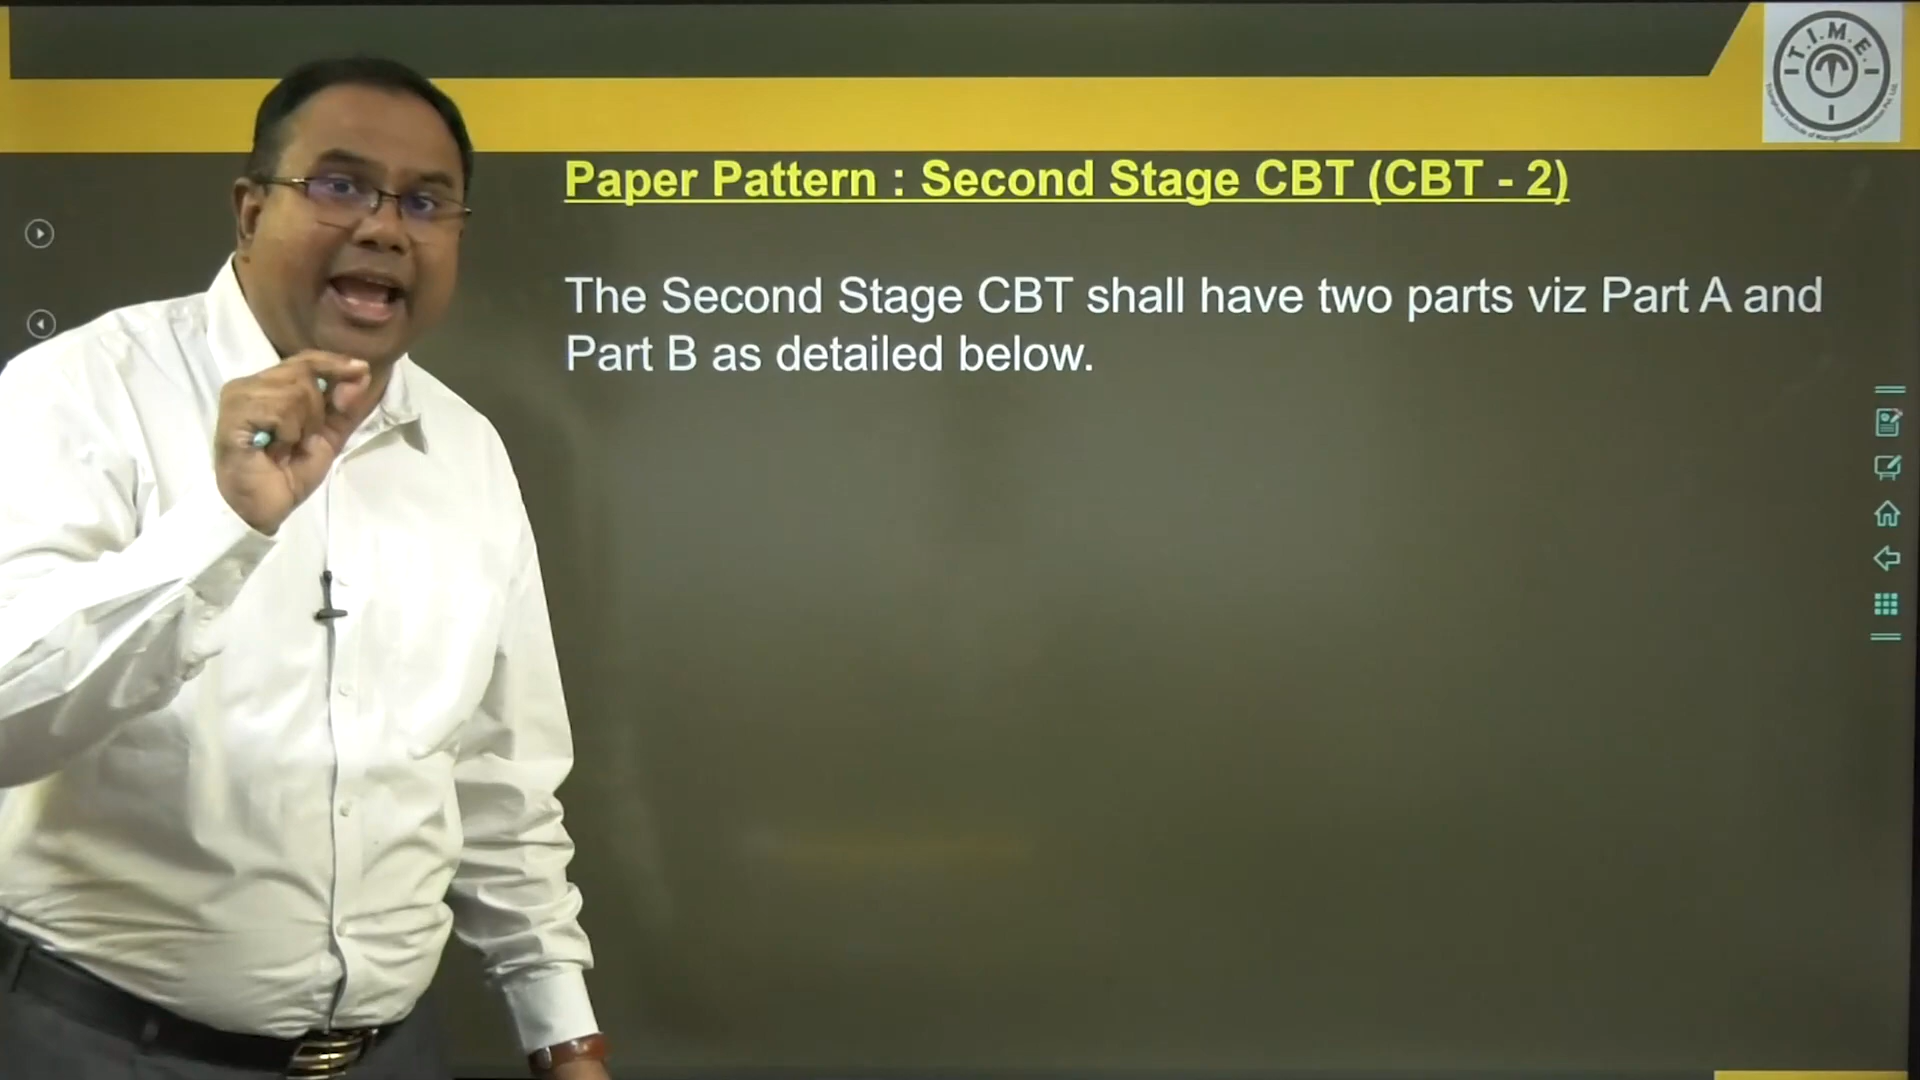 T.I.M.E.
Paper Pattern : Second Stage CBT (CBT - 2)
The Second Stage CBT shall have two parts viz Part A and
Part B as detailed below.